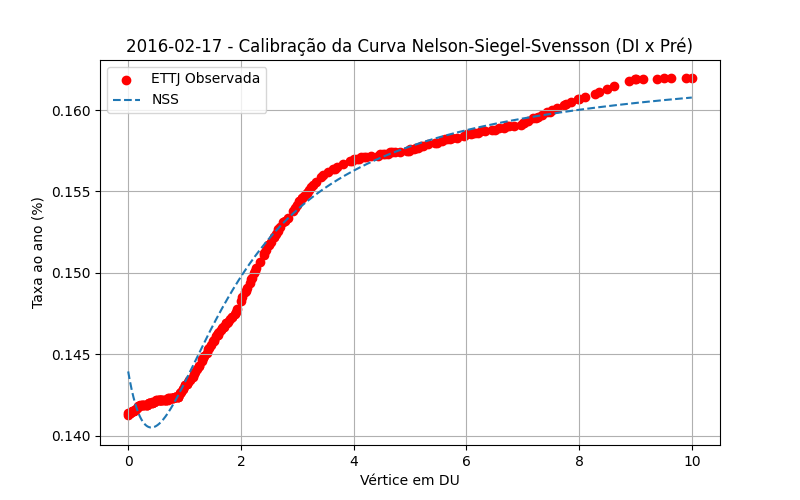 2016-02-17 - Calibração da Curva Nelson-Siegel-Svensson (DI x Pré)
ETTJ Observada
NSS
Taxa ao ano (%)
0.160
0.155
0.150
0.145
0.140
0 2 4 6 8 10
Vértice em DU